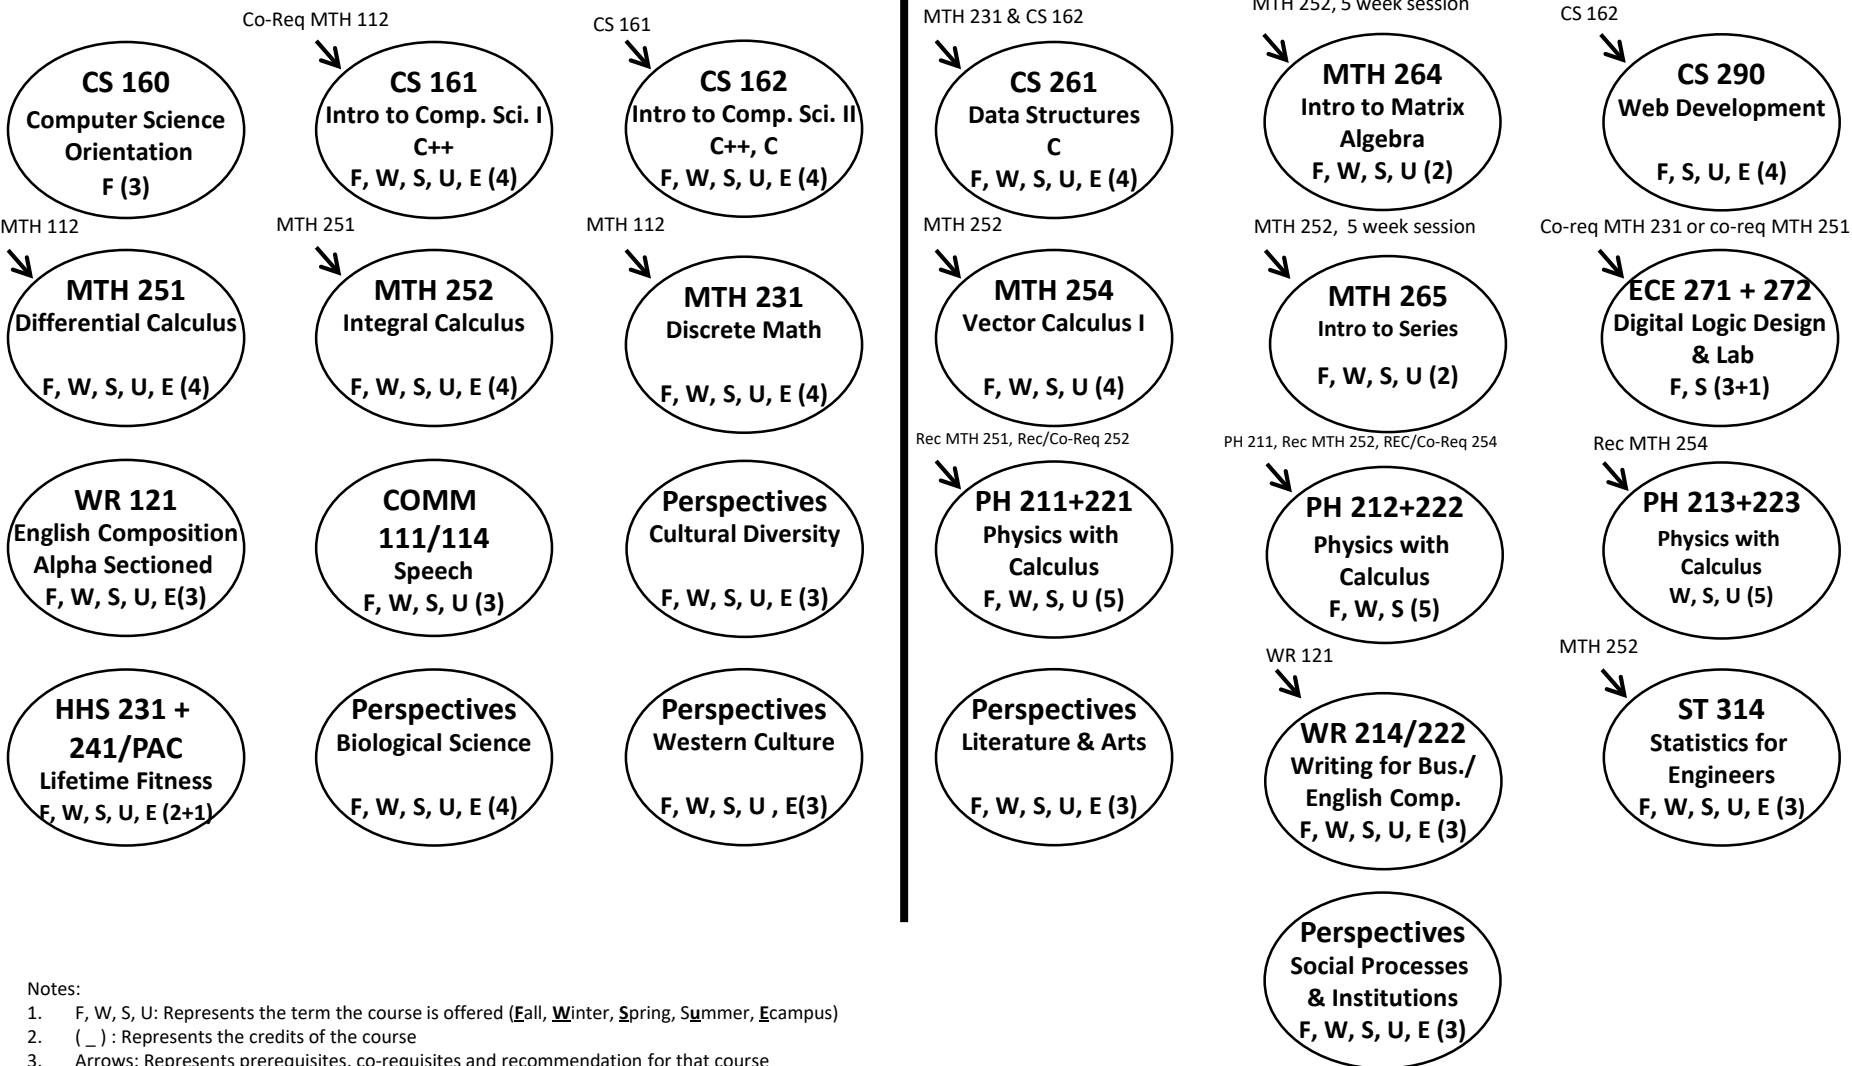 Co-Req MTH 112
CS 161
MTH 231 & CS 162
MTH 252, 5 week session
CS 162
CS 160
Computer Science
Orientation
F (3)
CS 161
Intro to Comp. Sci. I
C++
F, W, S, U, E (4)
CS 162
Intro to Comp. Sci. II
C++, C
F, W, S, U, E (4)
CS 261
Data Structures
C
F, W, S, U, E (4)
MTH 264
Intro to Matrix
Algebra
F, W, S, U (2)
CS 290
Web Development
F, S, U, E (4)
MTH 112
MTH 251
MTH 112
MTH 252
MTH 252, 5 week session
Co-req MTH 231 or co-req MTH 251
MTH 251
Differential Calculus
F, W, S, U, E (4)
MTH 252
Integral Calculus
F, W, S, U, E (4)
MTH 231
Discrete Math
F, W, S, U, E (4)
MTH 254
Vector Calculus I
F, W, S, U (4)
MTH 265
Intro to Series
F, W, S, U (2)
ECE 271 + 272
Digital Logic Design
& Lab
F, S (3+1)
Rec MTH 251, Rec/Co-Req 252
PH 211, Rec MTH 252, REC/Co-Req 254
Rec MTH 254
WR 121
English Composition
Alpha Sectioned
F, W, S, U, E(3)
COMM
111/114
Speech
F, W, S, U (3)
Perspectives
Cultural Diversity
F, W, S, U, E (3)
PH 211+221
Physics with
Calculus
F, W, S, U (5)
PH 212+222
Physics with
Calculus
F, W, S (5)
PH 213+223
Physics with
Calculus
W, S, U (5)
WR 121
MTH 252
HHS 231 +
241/PAC
Lifetime Fitness
F, W, S, U, E (2+1)
Perspectives
Biological Science
F, W, S, U, E (4)
Perspectives
Western Culture
F, W, S, U , E(3)
Perspectives
Literature & Arts
F, W, S, U, E (3)
WR 214/222
Writing for Bus./
English Comp.
F, W, S, U, E (3)
ST 314
Statistics for
Engineers
F, W, S, U, E (3)
Perspectives
Social Processes
& Institutions
F, W, S, U, E (3)
Notes:
1. F, W, S, U: Represents the term the course is offered (Fall, Winter, Spring, Summer, Ecampus)
2. ( _ ) : Represents the credits of the course
3. Arrows: Represents prerequisites, co-requisites and recommendation for that course